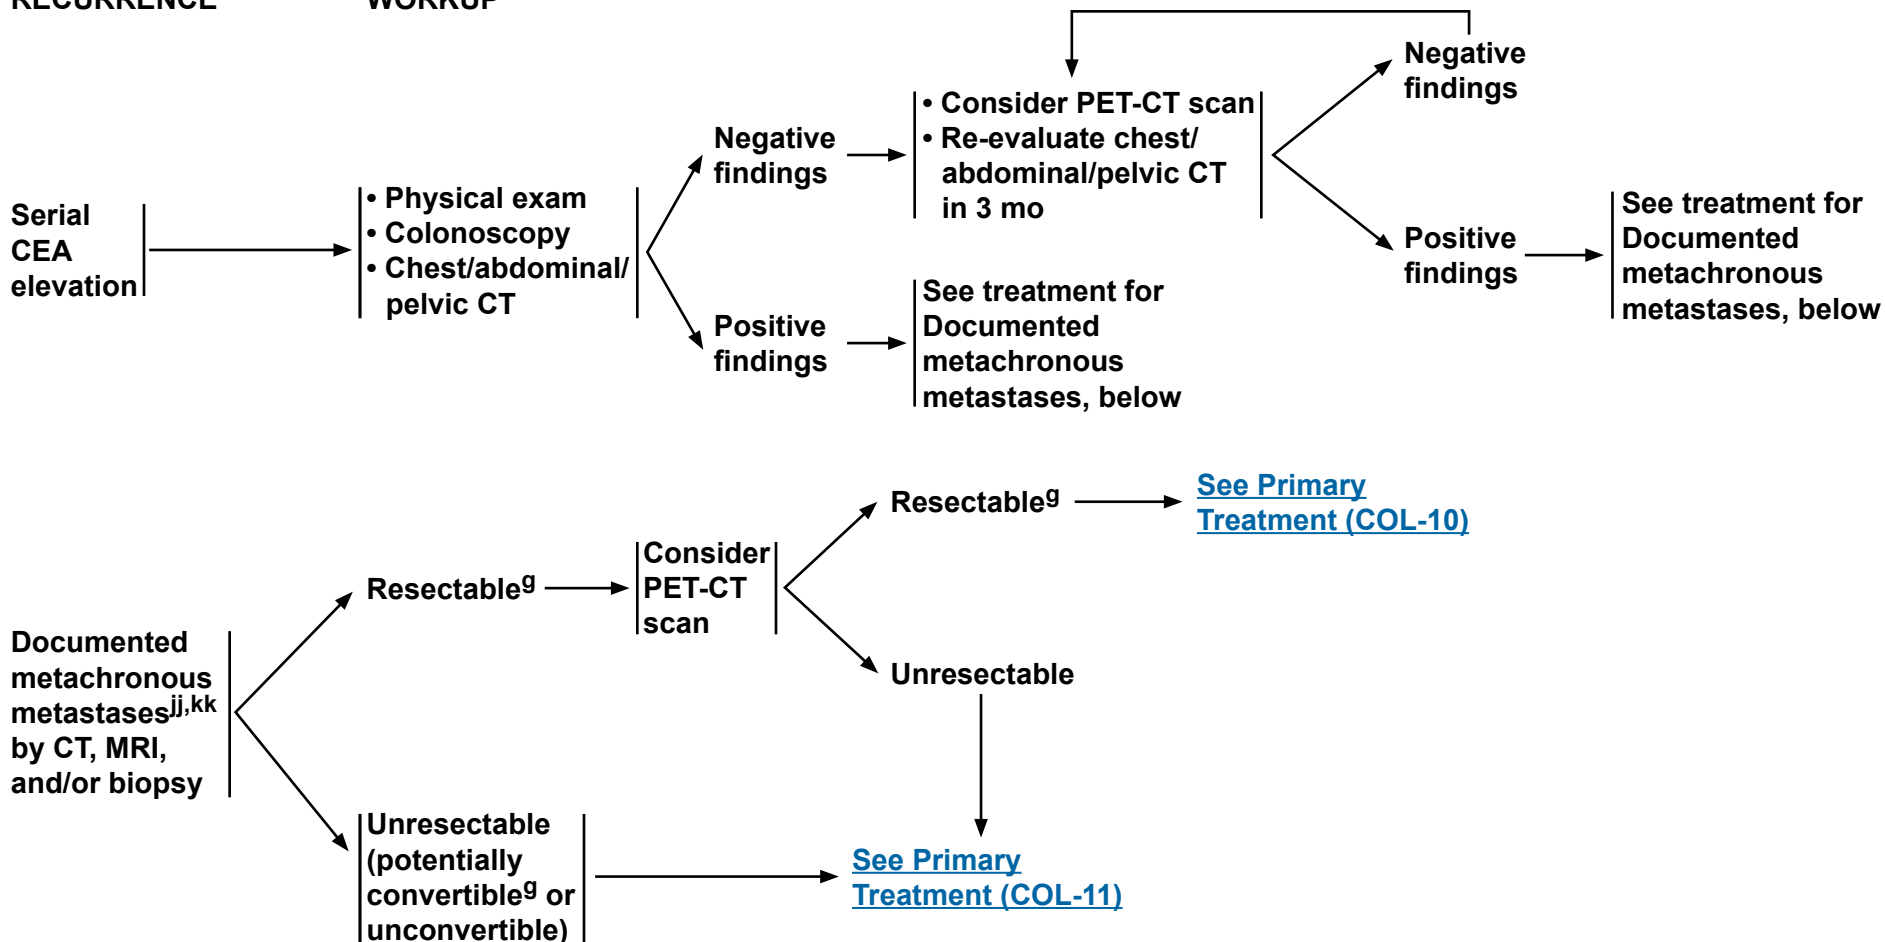 RECURRENCE
WORKUP
Serial
CEA
elevation
• Physical exam
• Colonoscopy
• Chest/abdominal/
pelvic CT
Negative
findings
• Consider PET-CT scan
• Re-evaluate chest/
abdominal/pelvic CT
in 3 mo
Negative
findings
Positive
findings
See treatment for
Documented
metachronous
metastases, below
Positive
findings
See treatment for
Documented
metachronous
metastases, below
Documented
metachronous
metastasesjj,kk
by CT, MRI,
and/or biopsy
Resectableg
Consider
PET-CT
scan
Resectableg
See Primary
Treatment (COL-10)
Unresectable
Unresectable
(potentially
convertibleg or
unconvertible)
See Primary
Treatment (COL-11)